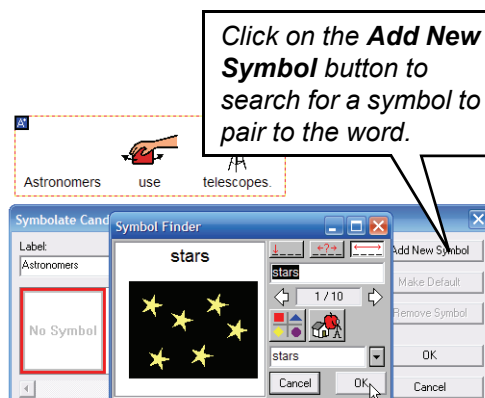 Click on the Add New
Symbol button to
search for a symbol to
pair to the word.
A
Astronomers use telescopes.
Symbolate Cand
Symbol Finder
Label:
Astronomers
No Symbol
stars
←?→
stars
1 / 10
stars
Cancel OK
Add New Symbol
Make Default
Remove Symbol
OK
Cancel